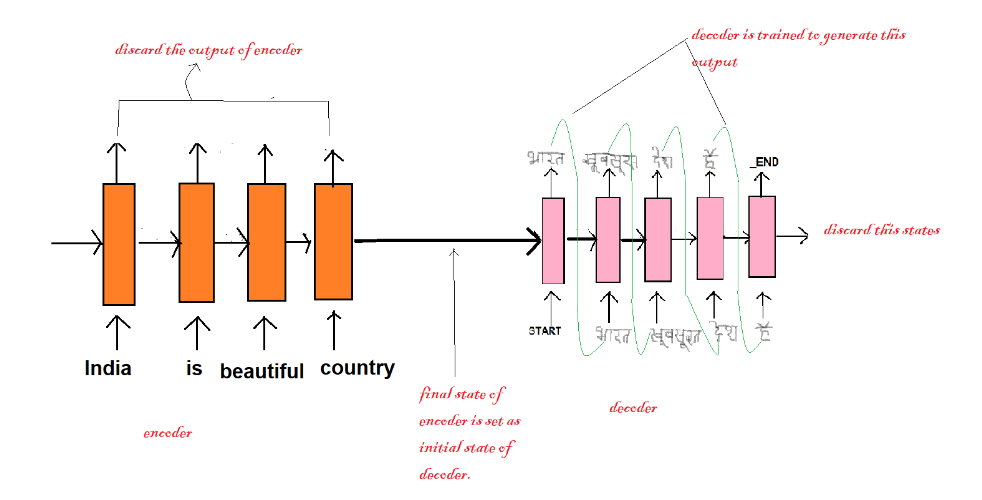 discard the output of encoder
decoder is trained to generate this
output
भारत खूबसूरत देश हैं _END
discard this states
START भारत खूबसूरत देश हैं
India is beautiful country
final state of
encoder is set as
initial state of
decoder.
decoder
encoder